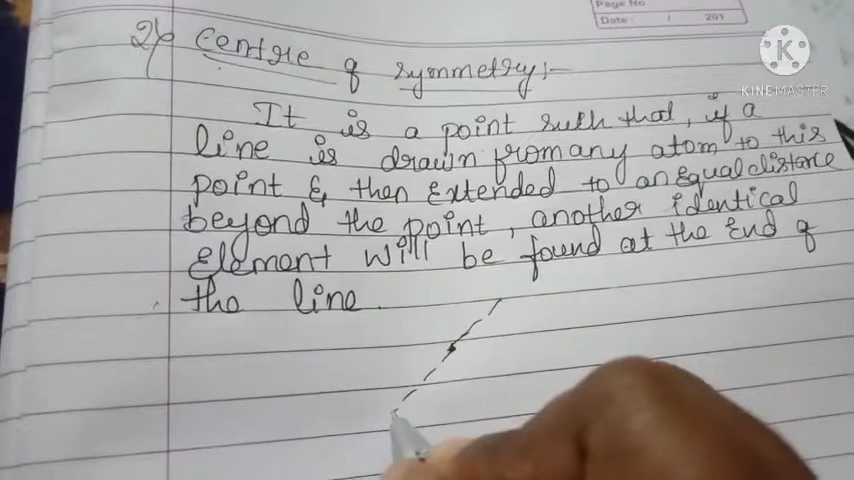 Page No
Date : / 201
K
KINEMASTER
2) Centre of symmetry :-
It is a point such that, if a
line is drawn from any atom to this
point & then extended to an equal distance
beyond the point, another identical
element will be found at the end of
the line.